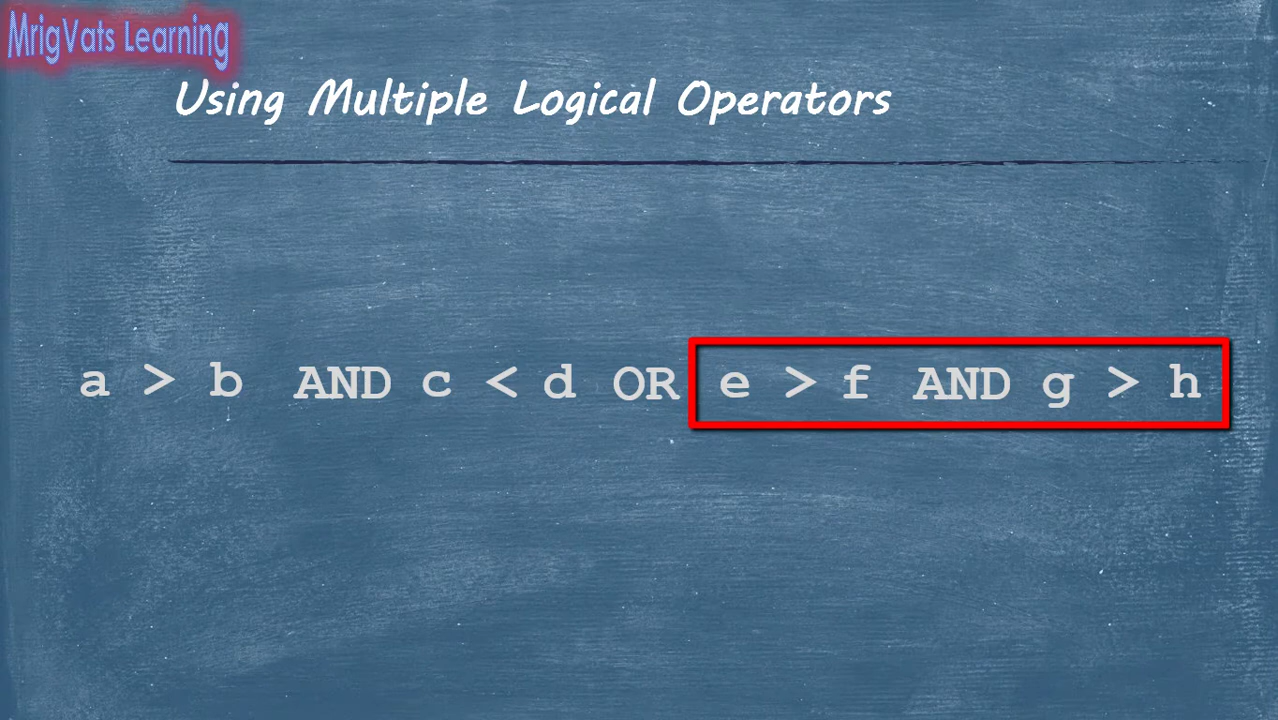 MrigVats Learning
Using Multiple Logical Operators
a > b AND c < d OR e > f AND g > h